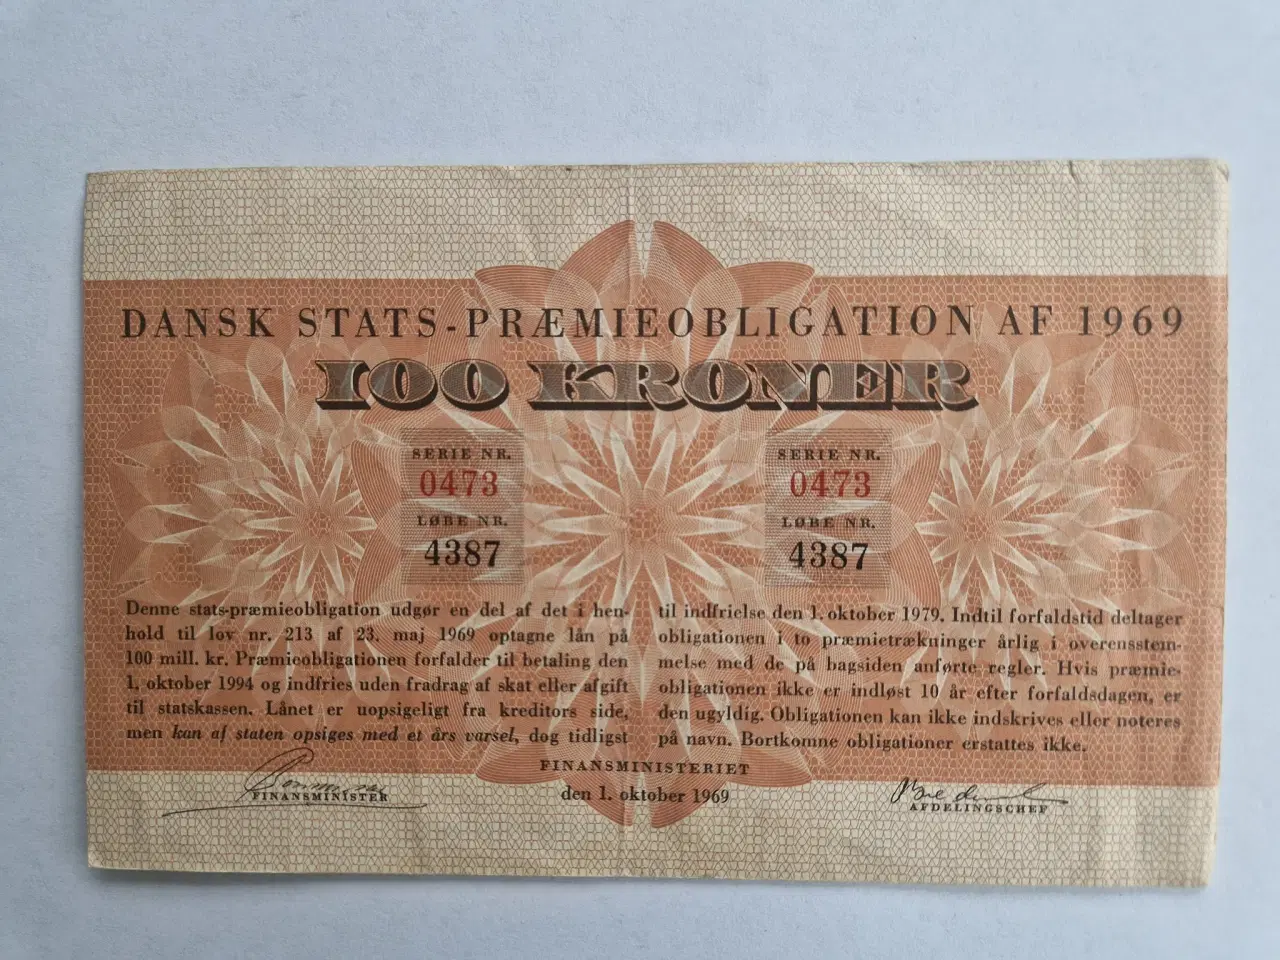 DANSK STATS-PRÆMIEOBLIGATION AF 1969
100 KRONER
SERIE NR.
0473
LØBE NR.
4387
SERIE NR.
0473
LØBE NR.
4387
Denne stats-præmieobligation udgør en del af det i hen-
hold til lov nr. 213 af 23. maj 1969 optagne lån på
100 mill. kr. Præmieobligationen forfalder til betaling den
1. oktober 1994 og indfries uden fradrag af skat eller afgift
til statskassen. Lånet er uopsigeligt fra kreditors side,
men kan af staten opsiges med et års varsel, dog tidligst
til indfrielse den 1. oktober 1979. Indtil forfaldstid deltager
obligationen i to præmietrækninger årlig i overensstem-
melse med de på bagsiden anførte regler. Hvis præmie-
obligationen ikke er indløst 10 år efter forfaldsdagen, er
den ugyldig. Obligationen kan ikke indskrives eller noteres
på navn. Bortkomne obligationer erstattes ikke.
FINANSMINISTERIET
den 1. oktober 1969
FINANSMINISTER
AFDELINGSCHEF